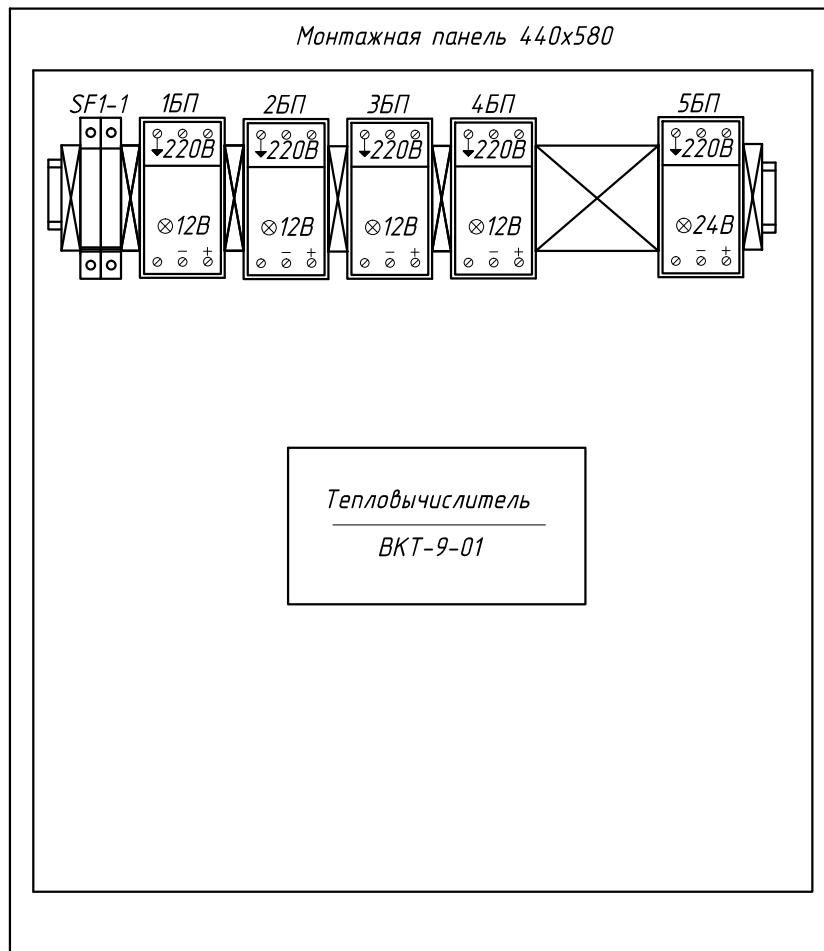 Монтажная панель 440х580
SF1-1 1БП 2БП 3БП 4БП 5БП
220В 220В 220В 220В 220В
12В 12В 12В 12В 24В
− + − + − + − + − +
Тепловычислитель
ВКТ-9-01